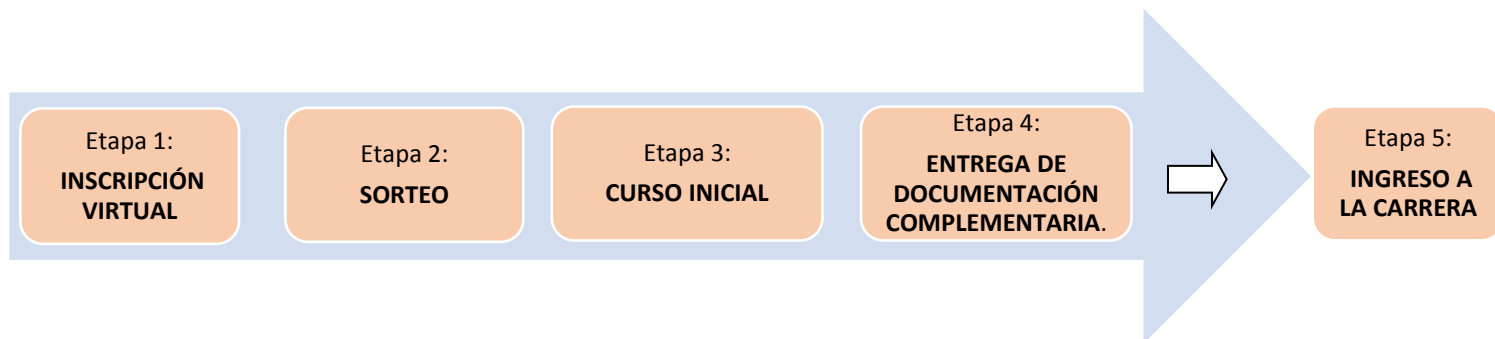 Etapa 1:
INSCRIPCIÓN
VIRTUAL
Etapa 2:
SORTEO
Etapa 3:
CURSO INICIAL
Etapa 4:
ENTREGA DE
DOCUMENTACIÓN
COMPLEMENTARIA.
Etapa 5:
INGRESO A
LA CARRERA